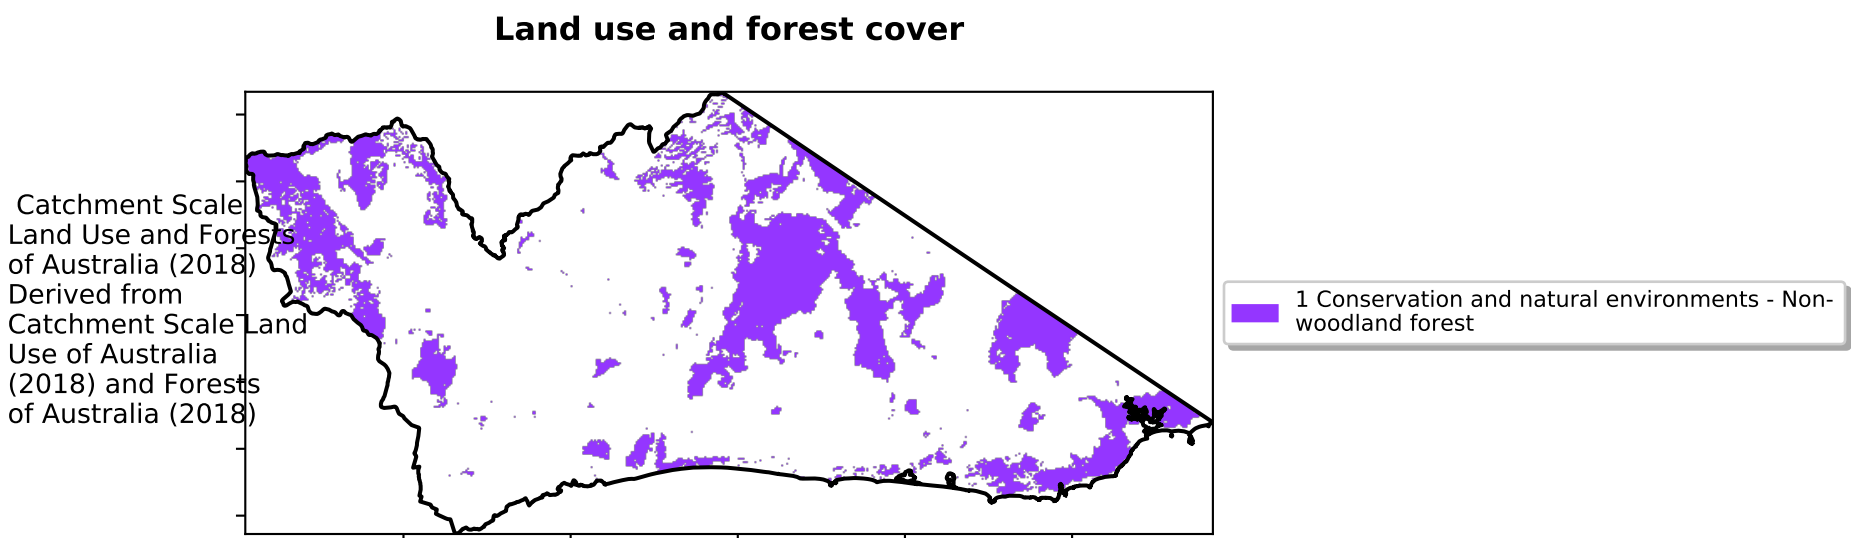 Land use and forest cover
Catchment Scale
Land Use and Forests
of Australia (2018)
Derived from
Catchment Scale Land
Use of Australia
(2018) and Forests
of Australia (2018)
1 Conservation and natural environments - Non-
woodland forest